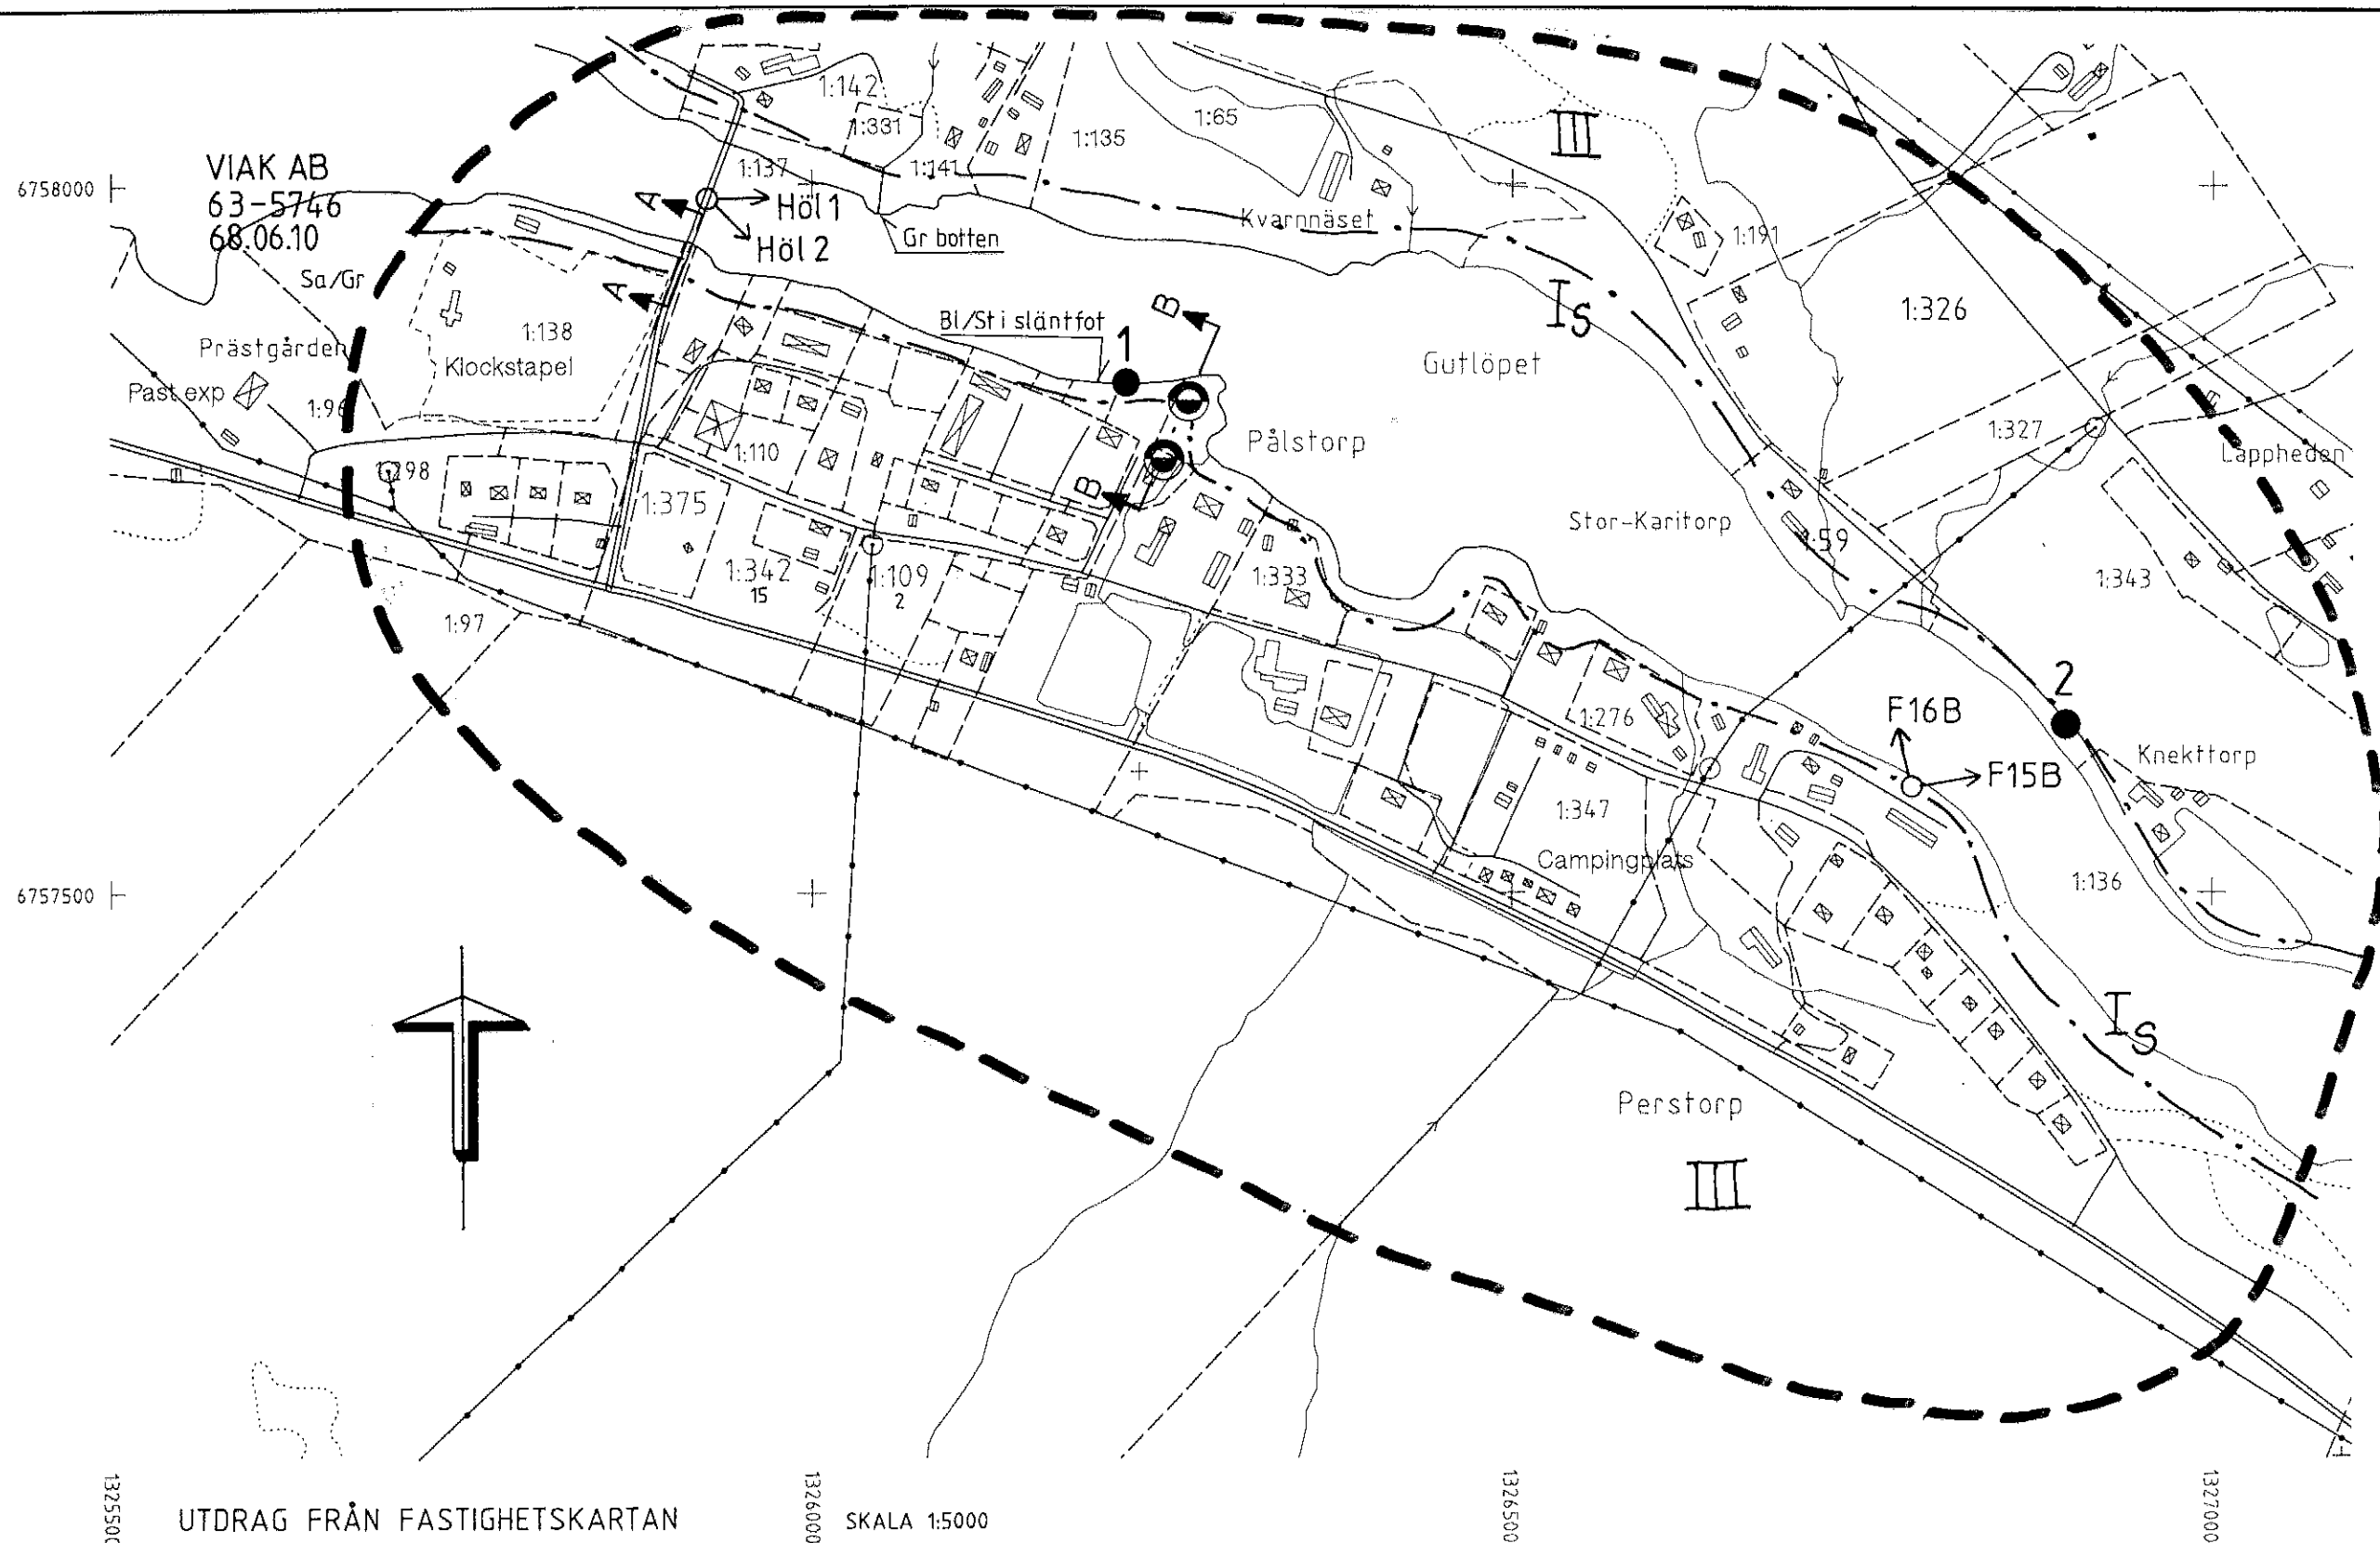 VIAK AB
63-5746
68.06.10
6758000
Sa/Gr
Prästgården
Past.exp
1:138
Klockstapel
1:142
1:331
1:137
1:141
1:135
1:65
A
Höl 1
Höl 2
A
Gr botten
Kvarnnäset
III
1:191
IS
1:326
Bl/St i släntfot
1
B
Gutlöpet
Pålstorp
1:327
Lappheden
1:110
1:298
1:375
B
Stor-Karitorp
1:59
1:343
1:342
15
1:109
2
1:333
1:97
1:276
F16B
F15B
2
Knekttorp
1:347
Campingplats
1:136
6757500
IS
Perstorp
III
1325500
1326000
1326500
1327000
UTDRAG FRÅN FASTIGHETSKARTAN
SKALA 1:5000